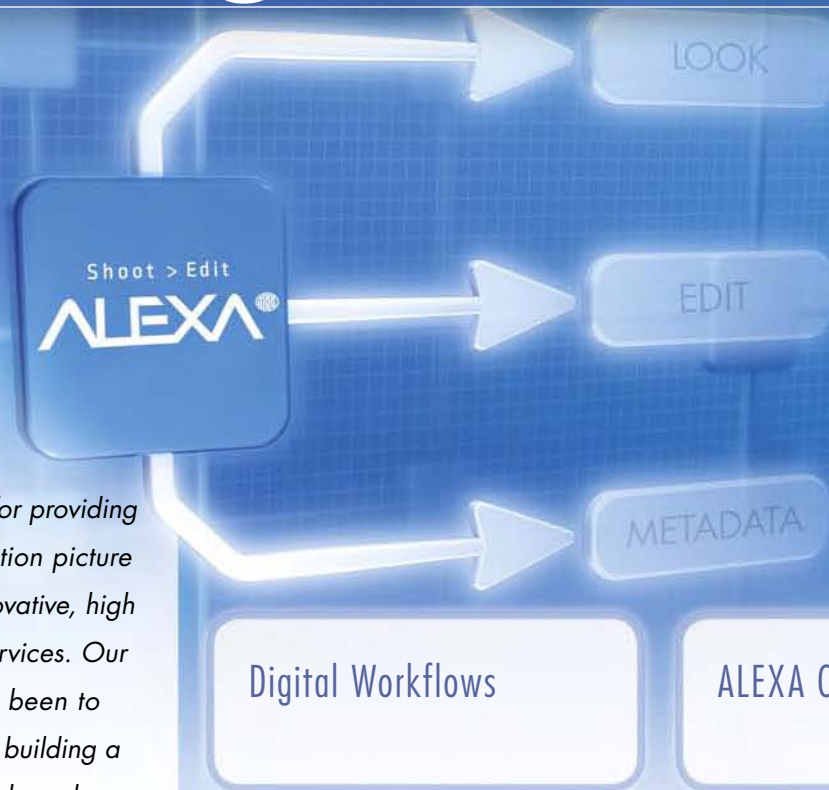 LOOK
Shoot > Edit
ALEXA
EDIT
METADATA
or providing
tion picture
ovative, high
rvices. Our
been to
building a
Digital Workflows
ALEXA